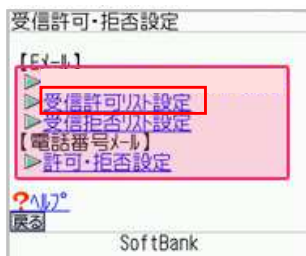 受信許可･拒否設定
【Eﾒｰﾙ】
受信許可ﾘｽﾄ設定
受信拒否ﾘｽﾄ設定
【電話番号ﾒｰﾙ】
許可･拒否設定
?ﾍﾙﾌﾟ
戻る
SoftBank